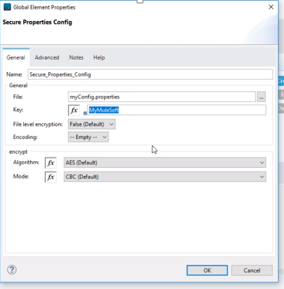 Global Element Properties
Secure Properties Config
General Advanced Notes Help
Name: Secure_Properties_Config
General
File: myConfig.properties ...
Key: fx MyMuleSoft
File level encryption: False (Default)
Encoding: -- Empty --
encrypt
Algorithm: fx AES (Default)
Mode: fx CBC (Default)
? OK Cancel